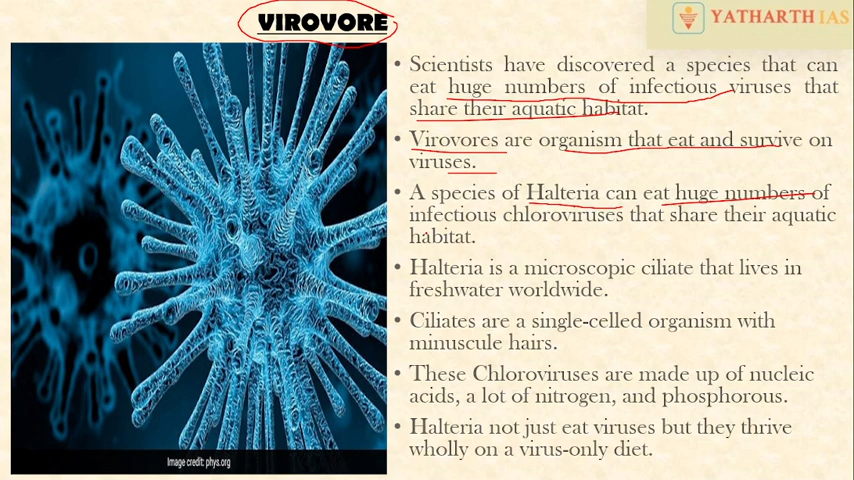 VIROVORE
YATHARTH IAS
• Scientists have discovered a species that can
eat huge numbers of infectious viruses that
share their aquatic habitat.
• Virovores are organism that eat and survive on
viruses.
• A species of Halteria can eat huge numbers of
infectious chloroviruses that share their aquatic
habitat.
• Halteria is a microscopic ciliate that lives in
freshwater worldwide.
• Ciliates are a single-celled organism with
minuscule hairs.
• These Chloroviruses are made up of nucleic
acids, a lot of nitrogen, and phosphorous.
• Halteria not just eat viruses but they thrive
wholly on a virus-only diet.
Image credit: phys.org